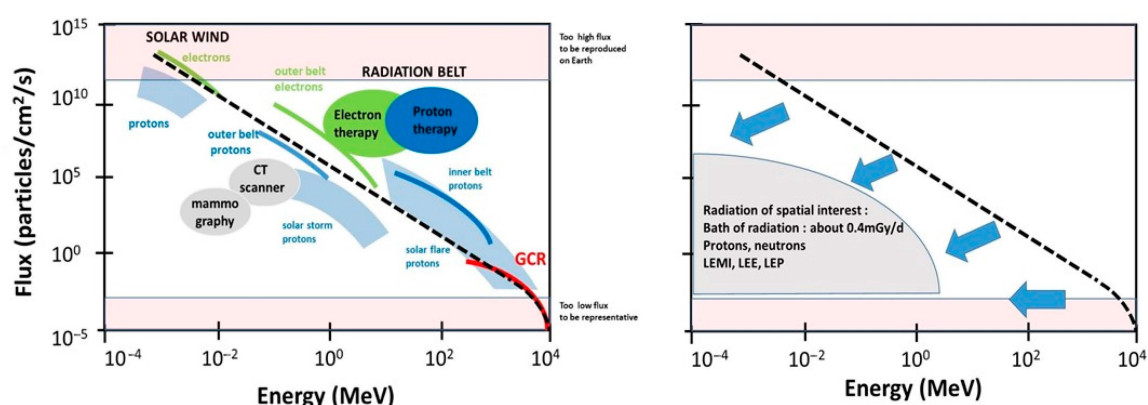 10¹⁵
10¹⁰
10⁵
10⁰
10⁻⁵
Flux (particles/cm²/s)
SOLAR WIND
electrons
protons
outer belt
electrons
RADIATION BELT
Electron
therapy
Proton
therapy
outer belt
protons
CT
scanner
mammo
graphy
solar storm
protons
inner belt
protons
solar flare
protons
GCR
Too high flux
to be reproduced
on Earth
Too low flux
to be representative
10⁻⁴
10⁻²
10⁰
10²
10⁴
Energy (MeV)
Radiation of spatial interest :
Bath of radiation : about 0.4mGy/d
Protons, neutrons
LEMI, LEE, LEP
10⁻⁴
10⁻²
10⁰
10²
10⁴
Energy (MeV)